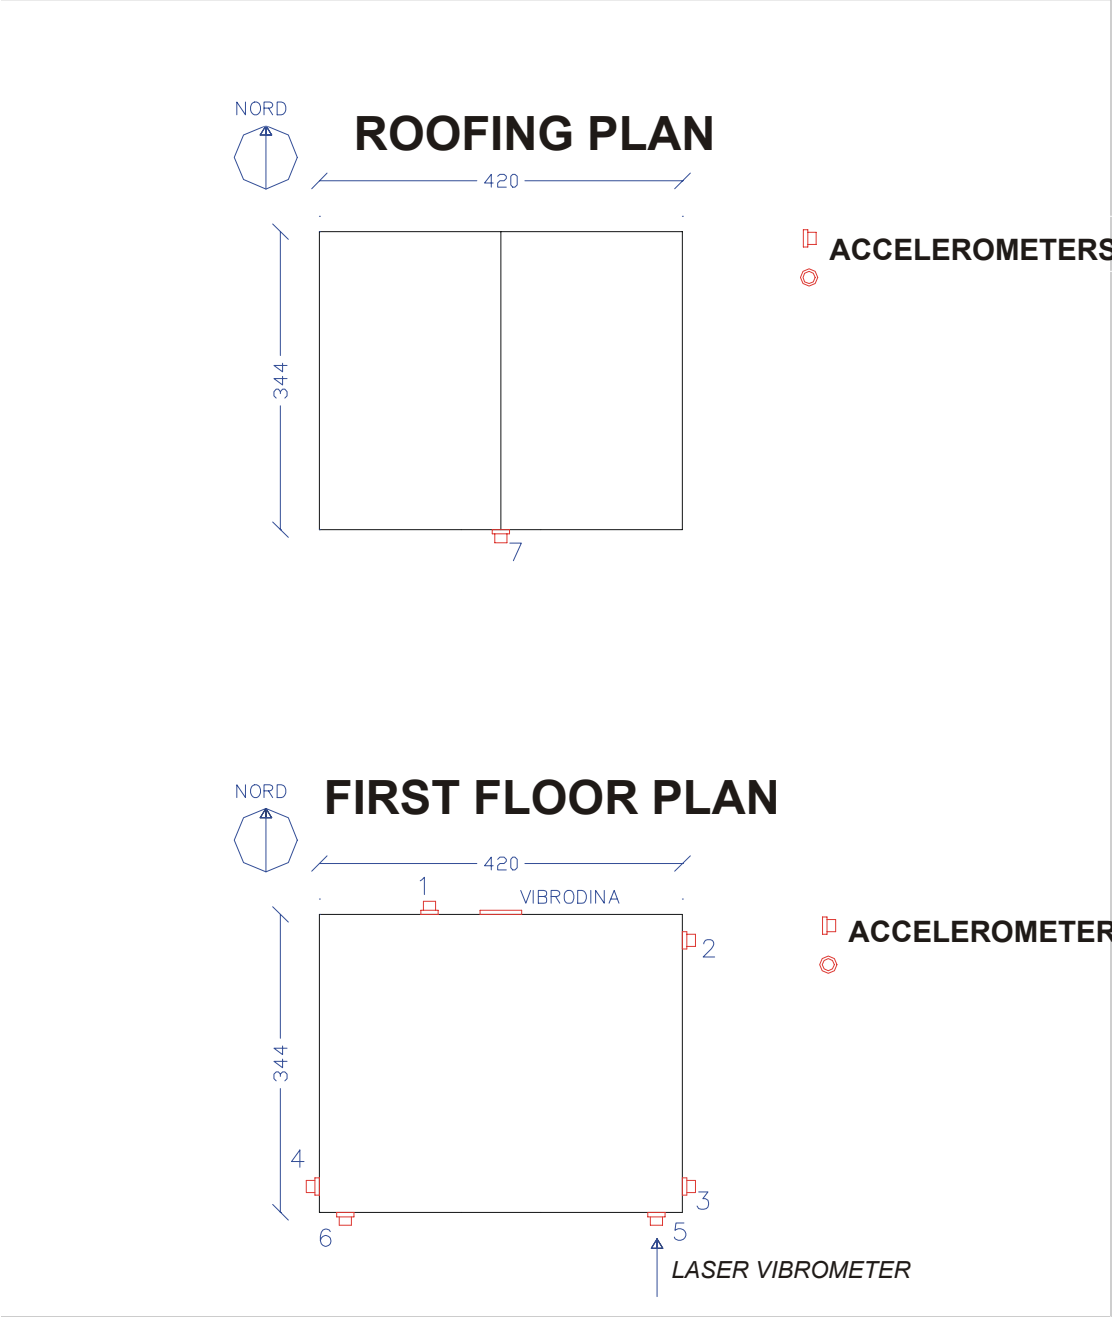 NORD
ROOFING PLAN
420
ACCELEROMETERS
344
7
NORD
FIRST FLOOR PLAN
420
1
VIBRODINA
2
ACCELEROMETER
344
4
3
6
5
LASER VIBROMETER